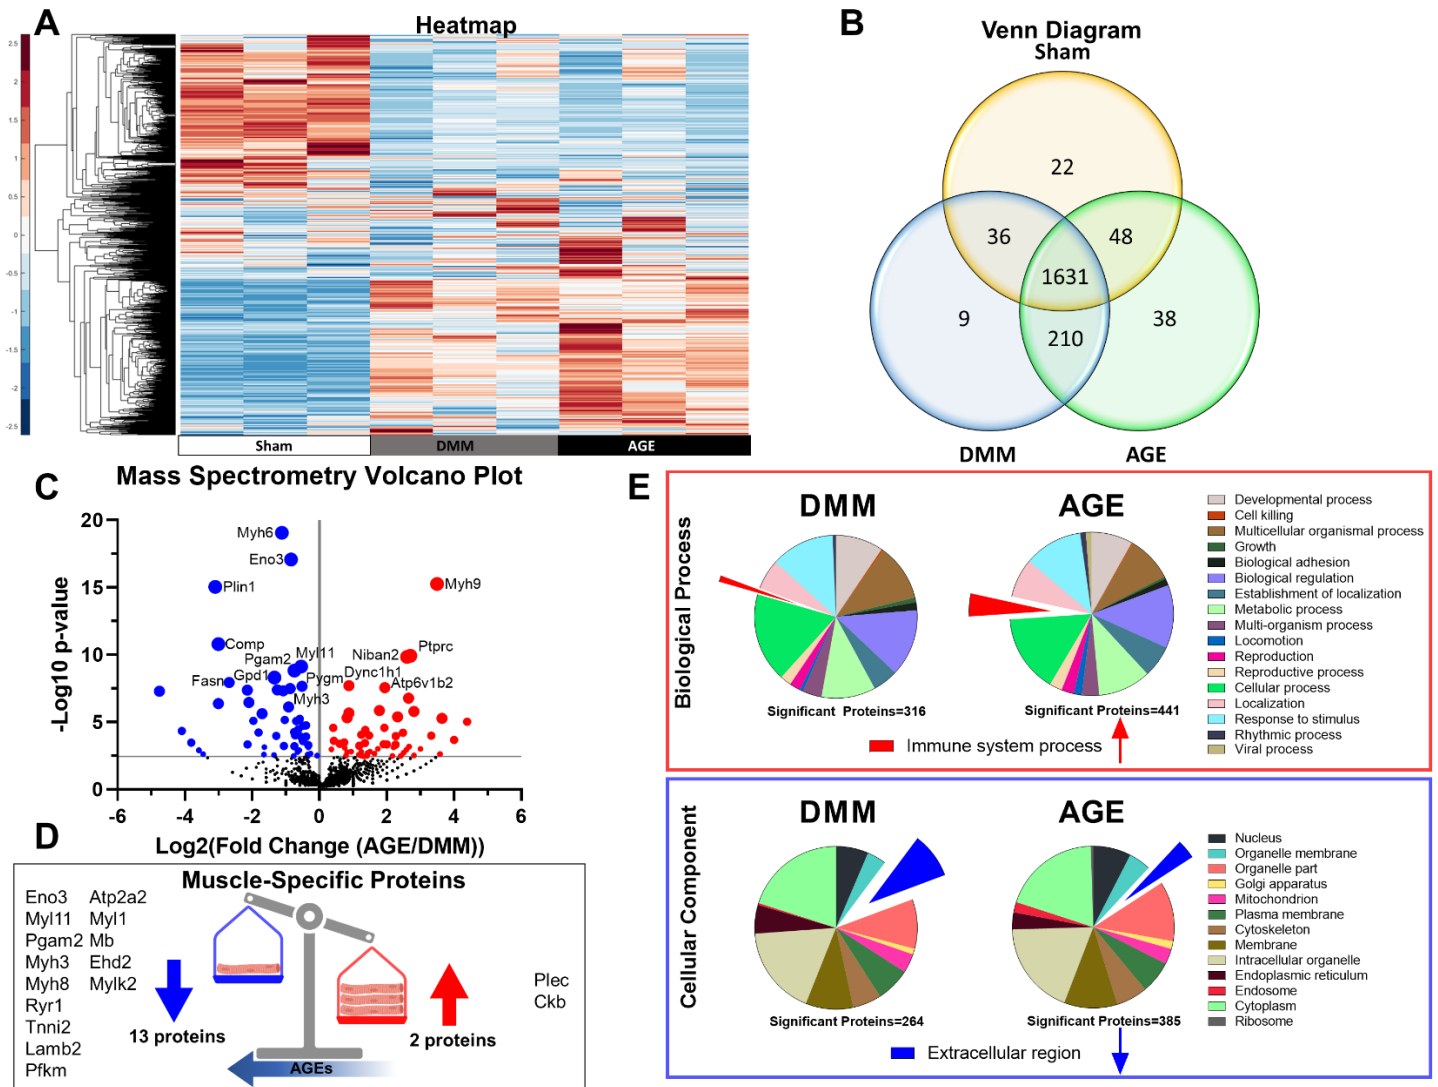 A
Heatmap
2.5
2
1.5
1
0.5
0
-0.5
-1
-1.5
-2
-2.5
Sham
DMM
AGE
B
Venn Diagram
Sham
22
36
48
1631
9
210
38
DMM
AGE
C
Mass Spectrometry Volcano Plot
-Log10 p-value
20
15
10
5
0
Myh6
Eno3
Plin1
Myh9
Comp
Myl11
Niban2
Ptprc
Pgam2
Dync1h1
Fasn
Gpd1
Pygm
Atp6v1b2
Myh3
-6
-4
-2
0
2
4
6
Log2(Fold Change (AGE/DMM))
D
Muscle-Specific Proteins
Eno3 Atp2a2
Myl11 Myl1
Pgam2 Mb
Myh3 Ehd2
Myh8 Mylk2
Ryr1
Tnni2
Lamb2
Pfkm
13 proteins
2 proteins
Plec
Ckb
AGEs
E
Biological Process
DMM
AGE
Significant Proteins=316
Significant Proteins=441
Immune system process
Developmental process
Cell killing
Multicellular organismal process
Growth
Biological adhesion
Biological regulation
Establishment of localization
Metabolic process
Multi-organism process
Locomotion
Reproduction
Reproductive process
Cellular process
Localization
Response to stimulus
Rhythmic process
Viral process
Cellular Component
DMM
AGE
Significant Proteins=264
Significant Proteins=385
Extracellular region
Nucleus
Organelle membrane
Organelle part
Golgi apparatus
Mitochondrion
Plasma membrane
Cytoskeleton
Membrane
Intracellular organelle
Endoplasmic reticulum
Endosome
Cytoplasm
Ribosome